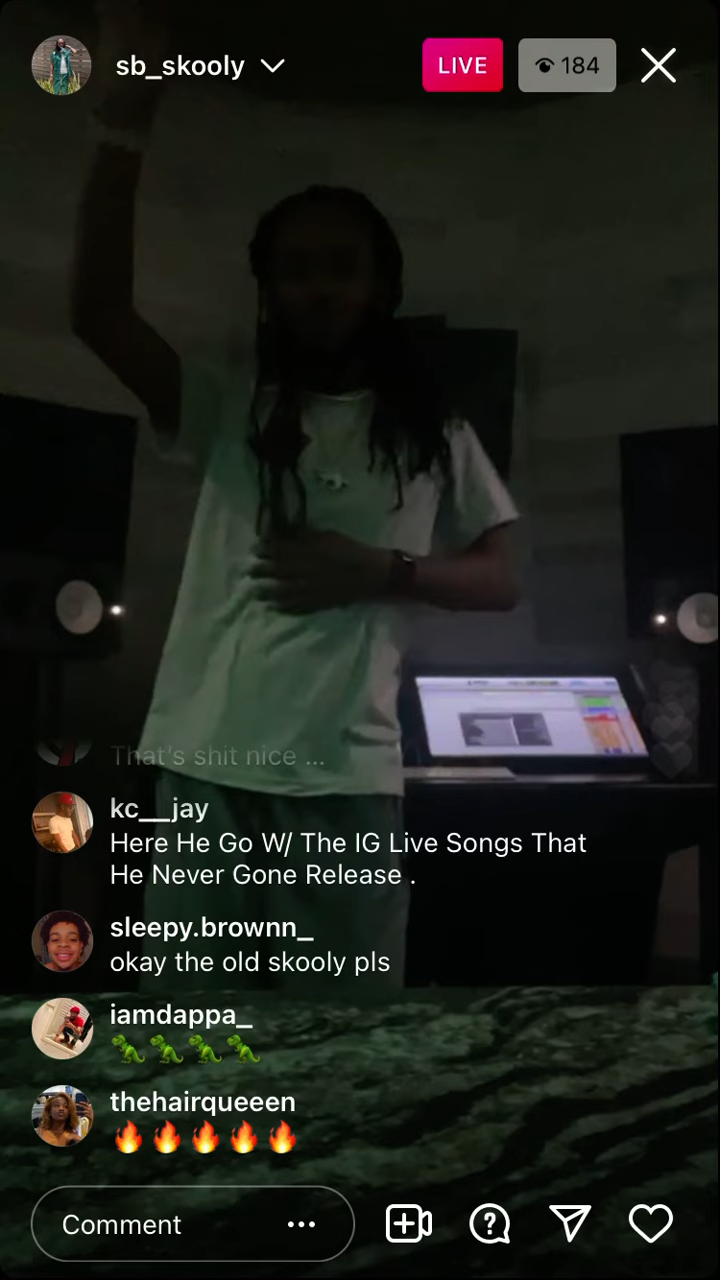 sb_skooly
LIVE
184
That's shit nice ...
kc__jay
Here He Go W/ The IG Live Songs That
He Never Gone Release .
sleepy.brownn_
okay the old skooly pls
iamdappa_
🦖🦖🦖🦖
thehairqueeen
🔥🔥🔥🔥🔥
Comment